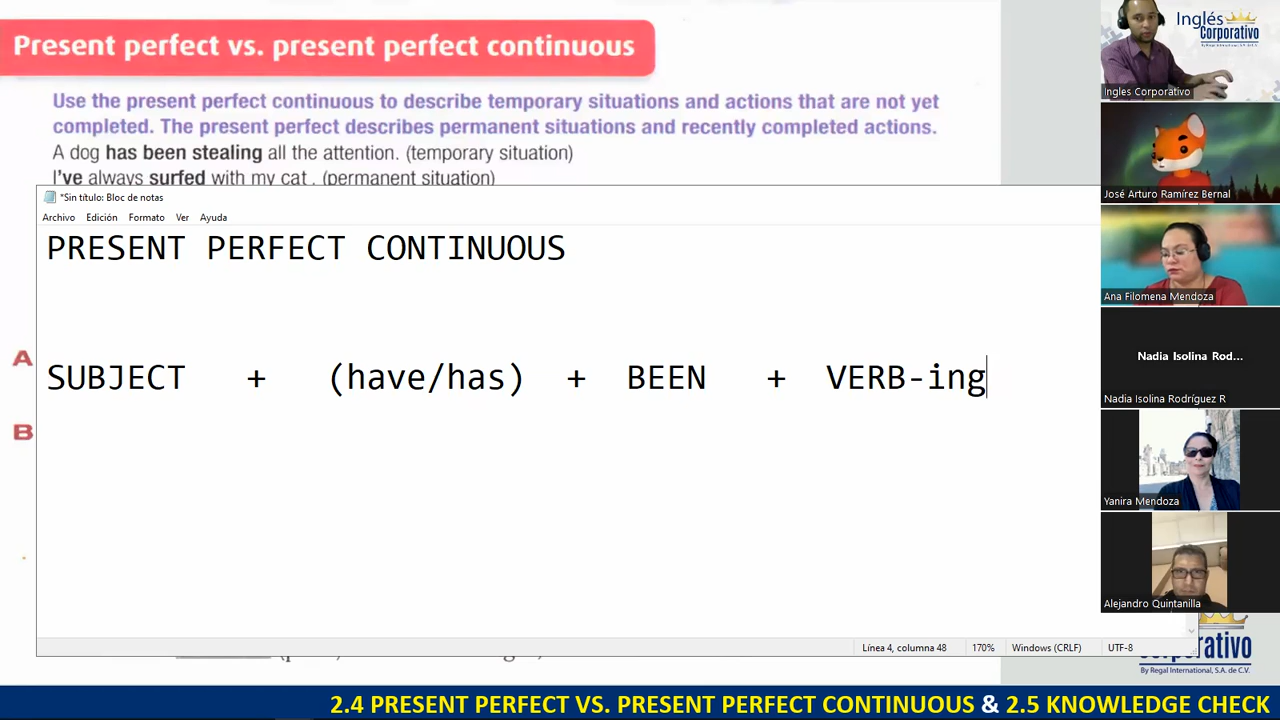 Present perfect vs. present perfect continuous
Use the present perfect continuous to describe temporary situations and actions that are not yet
completed. The present perfect describes permanent situations and recently completed actions.
A dog has been stealing all the attention. (temporary situation)
I've always surfed with my cat . (permanent situation)
*Sin título: Bloc de notas
Archivo Edición Formato Ver Ayuda
PRESENT PERFECT CONTINUOUS
A
SUBJECT + (have/has) + BEEN + VERB-ing
B
Línea 4, columna 48 170% Windows (CRLF) UTF-8
Inglés
Corporativo
By Regal International, S.A. de C.V.
Ingles Corporativo
José Arturo Ramírez Bernal
Ana Filomena Mendoza
Nadia Isolina Rod...
Nadia Isolina Rodríguez R
Yanira Mendoza
Alejandro Quintanilla
By Regal International, S.A. de C.V.
2.4 PRESENT PERFECT VS. PRESENT PERFECT CONTINUOUS & 2.5 KNOWLEDGE CHECK